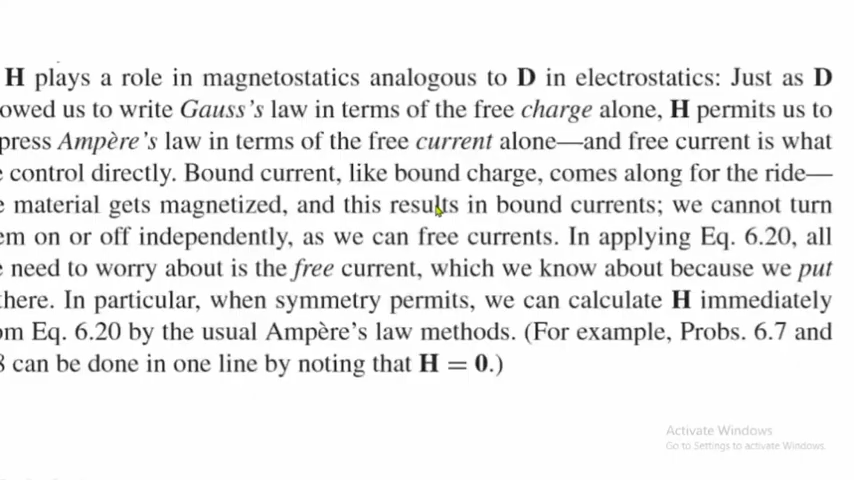 H plays a role in magnetostatics analogous to D in electrostatics: Just as D
owed us to write Gauss's law in terms of the free charge alone, H permits us to
press Ampère's law in terms of the free current alone—and free current is what
e control directly. Bound current, like bound charge, comes along for the ride—
e material gets magnetized, and this results in bound currents; we cannot turn
em on or off independently, as we can free currents. In applying Eq. 6.20, all
e need to worry about is the free current, which we know about because we put
there. In particular, when symmetry permits, we can calculate H immediately
om Eq. 6.20 by the usual Ampère's law methods. (For example, Probs. 6.7 and
8 can be done in one line by noting that H = 0.)
Activate Windows
Go to Settings to activate Windows.